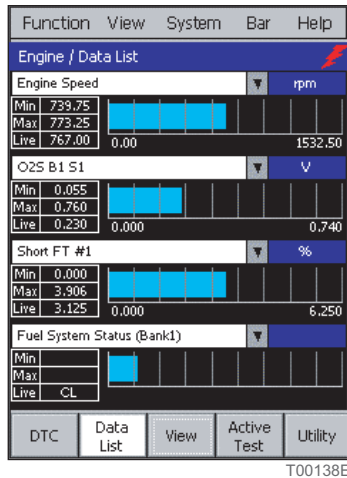 Function View System Bar Help
Engine / Data List
Engine Speed rpm
Min 739.75
Max 773.25
Live 767.00 0.00 1532.50
O2S B1 S1 V
Min 0.055
Max 0.760
Live 0.230 0.000 0.740
Short FT #1 %
Min 0.000
Max 3.906
Live 3.125 0.000 6.250
Fuel System Status (Bank1)
Min
Max
Live CL
DTC Data List View Active Test Utility
T00138E